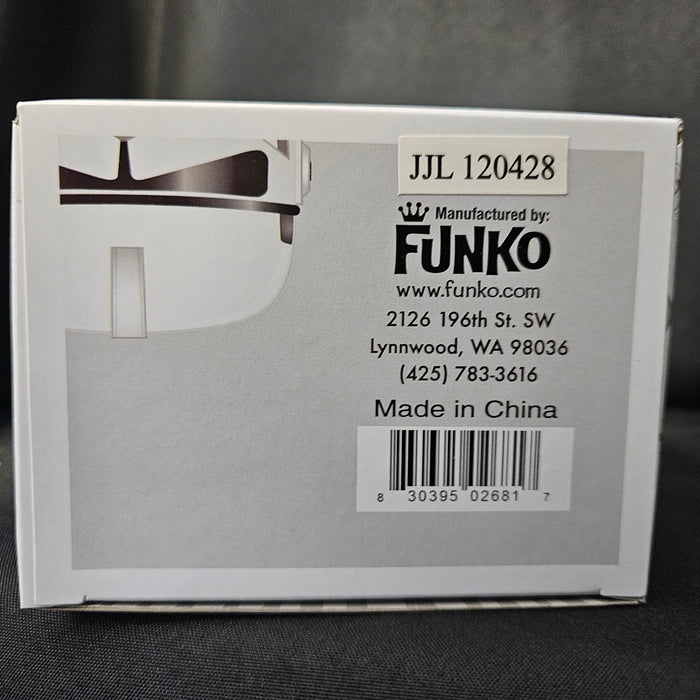 JJL 120428
Manufactured by:
FUNKO
www.funko.com
2126 196th St. SW
Lynnwood, WA 98036
(425) 783-3616
Made in China
8 30395 02681 7